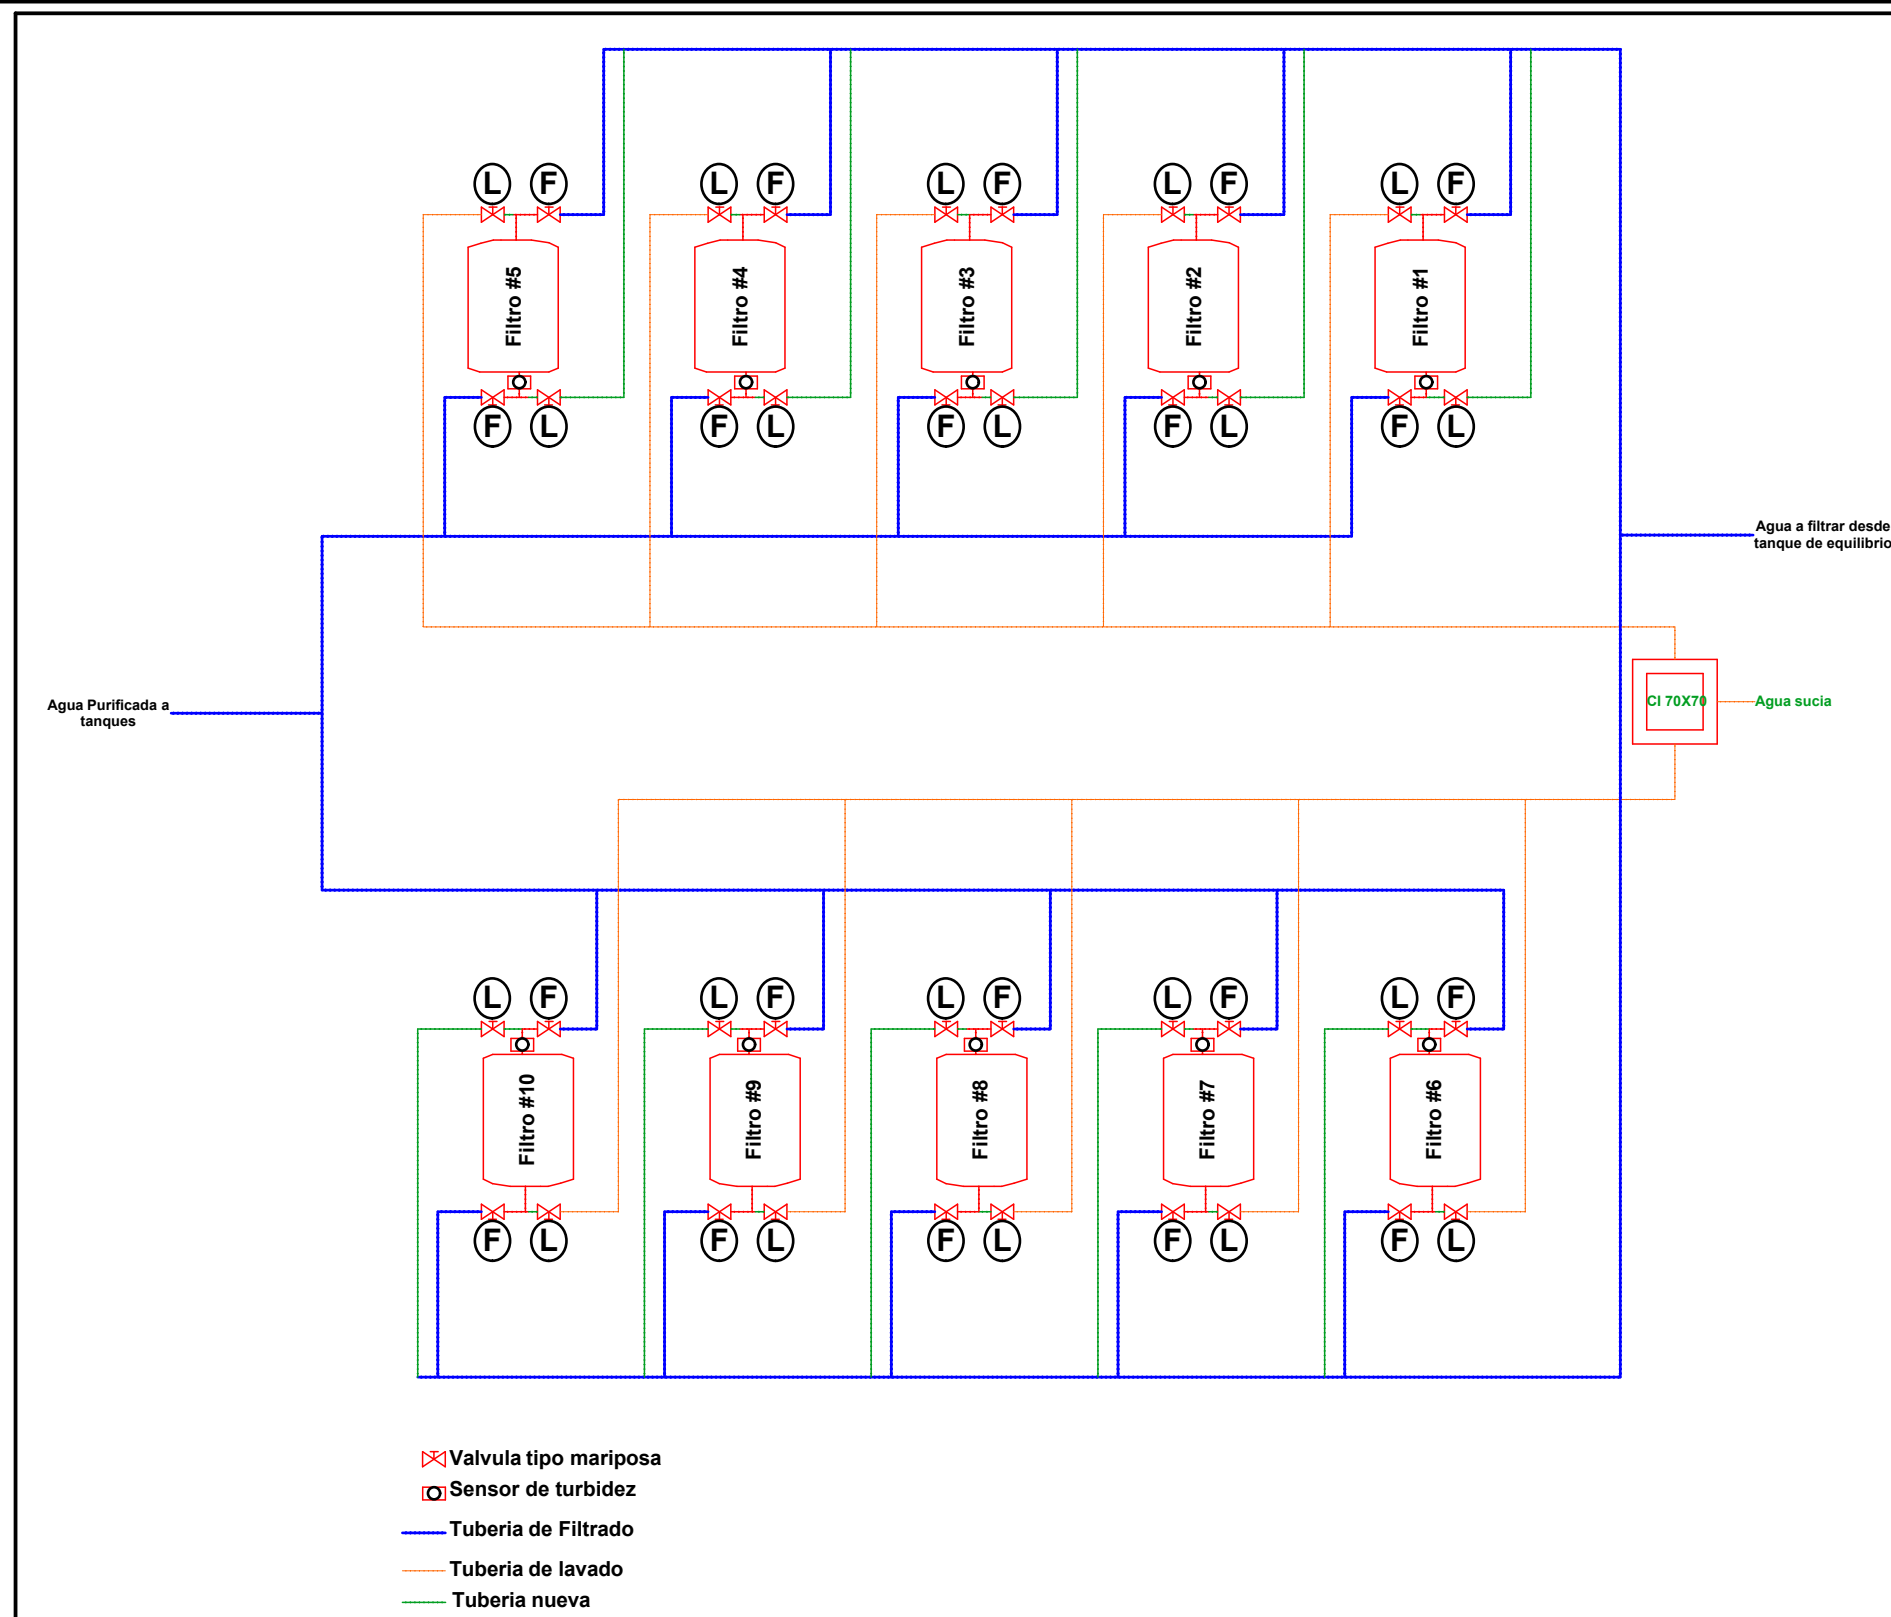 L F L F L F L F L F
Filtro #5
Filtro #4
Filtro #3
Filtro #2
Filtro #1
F L F L F L F L F L
Agua a filtrar desde
tanque de equilibrio
Agua Purificada a
tanques
CI 70X70
Agua sucia
L F L F L F L F L F
Filtro #10
Filtro #9
Filtro #8
Filtro #7
Filtro #6
F L F L F L F L F L
Valvula tipo mariposa
Sensor de turbidez
Tuberia de Filtrado
Tuberia de lavado
Tuberia nueva